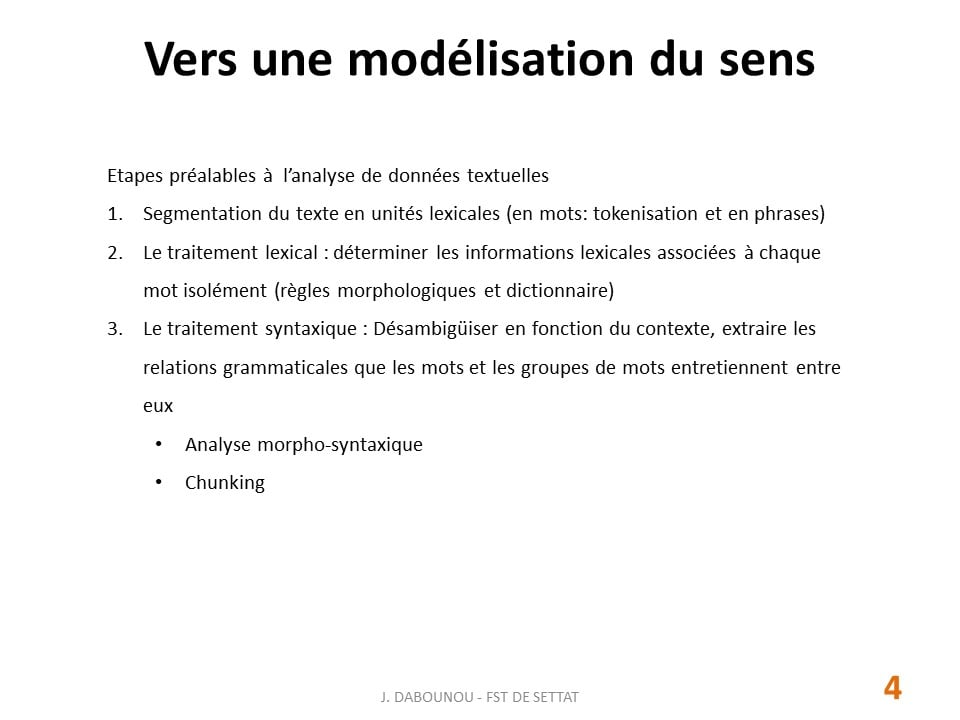 Vers une modélisation du sens
Etapes préalables à l’analyse de données textuelles
1. Segmentation du texte en unités lexicales (en mots: tokenisation et en phrases)
2. Le traitement lexical : déterminer les informations lexicales associées à chaque
mot isolément (règles morphologiques et dictionnaire)
3. Le traitement syntaxique : Désambigüiser en fonction du contexte, extraire les
relations grammaticales que les mots et les groupes de mots entretiennent entre
eux
• Analyse morpho-syntaxique
• Chunking
J. DABOUNOU - FST DE SETTAT
4